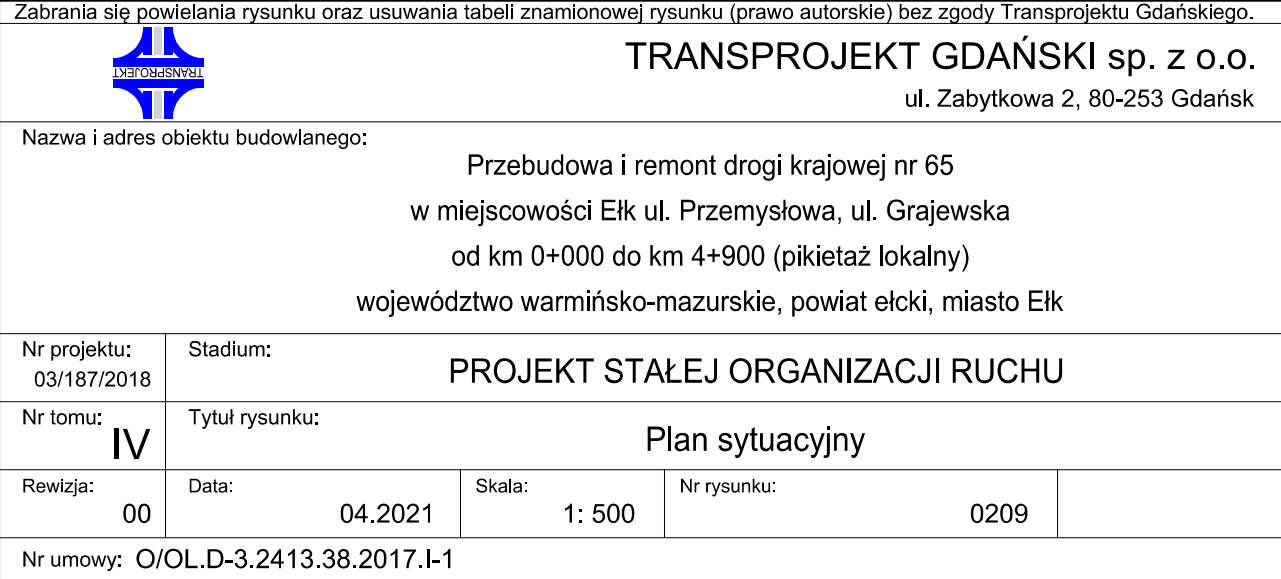 Zabrania się powielania rysunku oraz usuwania tabeli znamionowej rysunku (prawo autorskie) bez zgody Transprojektu Gdańskiego.
TRANSPROJEKT
TRANSPROJEKT GDAŃSKI sp. z o.o.
ul. Zabytkowa 2, 80-253 Gdańsk
Nazwa i adres obiektu budowlanego:
Przebudowa i remont drogi krajowej nr 65
w miejscowości Ełk ul. Przemysłowa, ul. Grajewska
od km 0+000 do km 4+900 (pikietaż lokalny)
województwo warmińsko-mazurskie, powiat ełcki, miasto Ełk
Nr projektu:
03/187/2018
Stadium:
PROJEKT STAŁEJ ORGANIZACJI RUCHU
Nr tomu:
IV
Tytuł rysunku:
Plan sytuacyjny
Rewizja:
00
Data:
04.2021
Skala:
1: 500
Nr rysunku:
0209
Nr umowy: O/OL.D-3.2413.38.2017.I-1